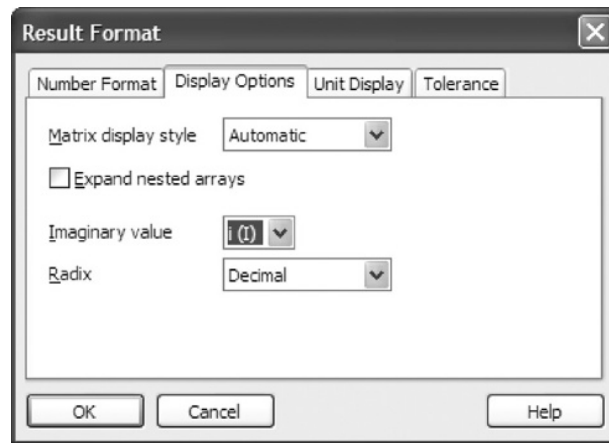 Result Format
Number Format Display Options Unit Display Tolerance
Matrix display style Automatic
Expand nested arrays
Imaginary value i (I)
Radix Decimal
OK Cancel Help